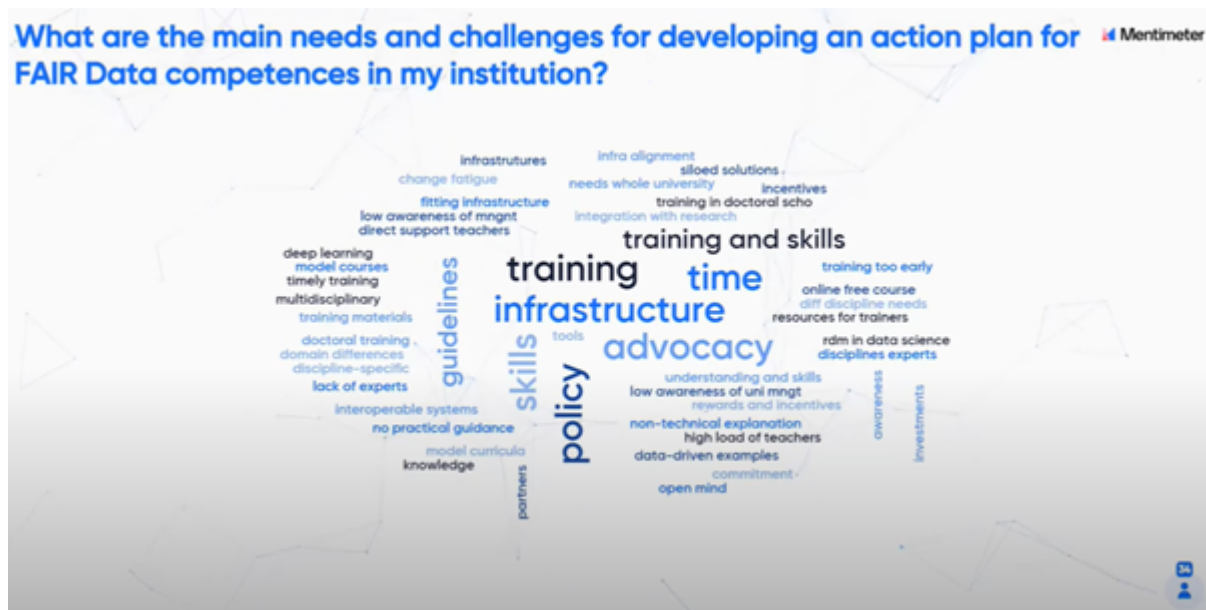 What are the main needs and challenges for developing an action plan for
FAIR Data competences in my institution?
Mentimeter
infrastrutures
infra alignment
siloed solutions
change fatigue
needs whole university
incentives
fitting infrastructure
training in doctoral scho
low awareness of mngnt
integration with research
direct support teachers
training and skills
deep learning
model courses
training
time
training too early
timely training
online free course
multidisciplinary
guidelines
infrastructure
diff discipline needs
training materials
resources for trainers
doctoral training
tools
advocacy
rdm in data science
domain differences
disciplines experts
discipline-specific
skills
policy
lack of experts
understanding and skills
low awareness of uni mngt
awareness
investments
interoperable systems
rewards and incentives
no practical guidance
non-technical explanation
high load of teachers
model curricula
data-driven examples
knowledge
partners
commitment
open mind
34